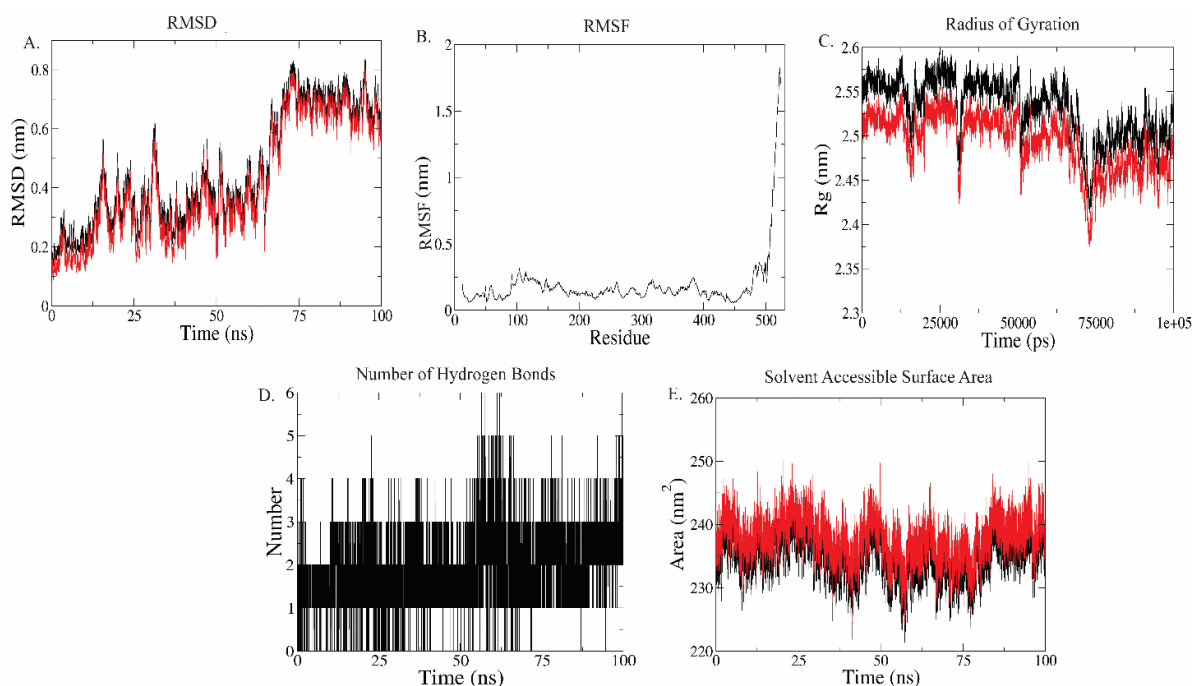 RMSD
A.
0.8
0.6
0.4
0.2
0
RMSD (nm)
0
25
50
75
100
Time (ns)
RMSF
B.
2
1.5
1
0.5
0
RMSF (nm)
0
100
200
300
400
500
Residue
Radius of Gyration
C.
2.6
2.55
2.5
2.45
2.4
2.35
2.3
Rg (nm)
0
25000
50000
75000
1e+05
Time (ps)
Number of Hydrogen Bonds
D.
6
5
4
3
2
1
0
Number
0
25
50
75
100
Time (ns)
Solvent Accessible Surface Area
E.
260
250
240
230
220
Area (nm²)
0
25
50
75
100
Time (ns)